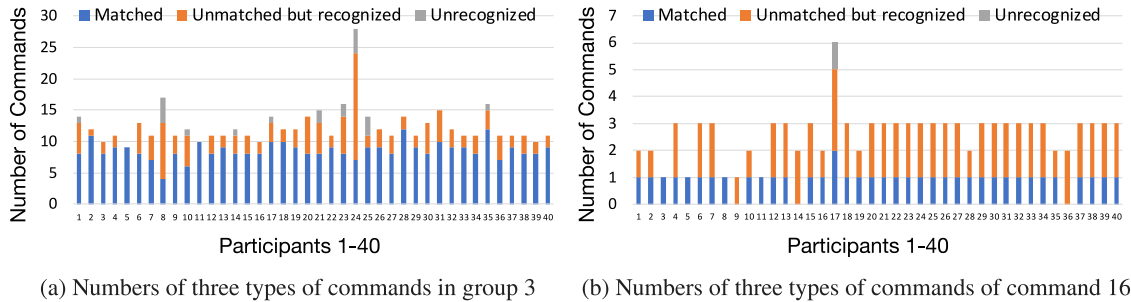 Matched Unmatched but recognized Unrecognized
Number of Commands
30
25
20
15
10
5
0
1 2 3 4 5 6 7 8 9 10 11 12 13 14 15 16 17 18 19 20 21 22 23 24 25 26 27 28 29 30 31 32 33 34 35 36 37 38 39 40
Participants 1-40
(a) Numbers of three types of commands in group 3
Matched Unmatched but recognized Unrecognized
Number of Commands
7
6
5
4
3
2
1
0
1 2 3 4 5 6 7 8 9 10 11 12 13 14 15 16 17 18 19 20 21 22 23 24 25 26 27 28 29 30 31 32 33 34 35 36 37 38 39 40
Participants 1-40
(b) Numbers of three types of commands of command 16